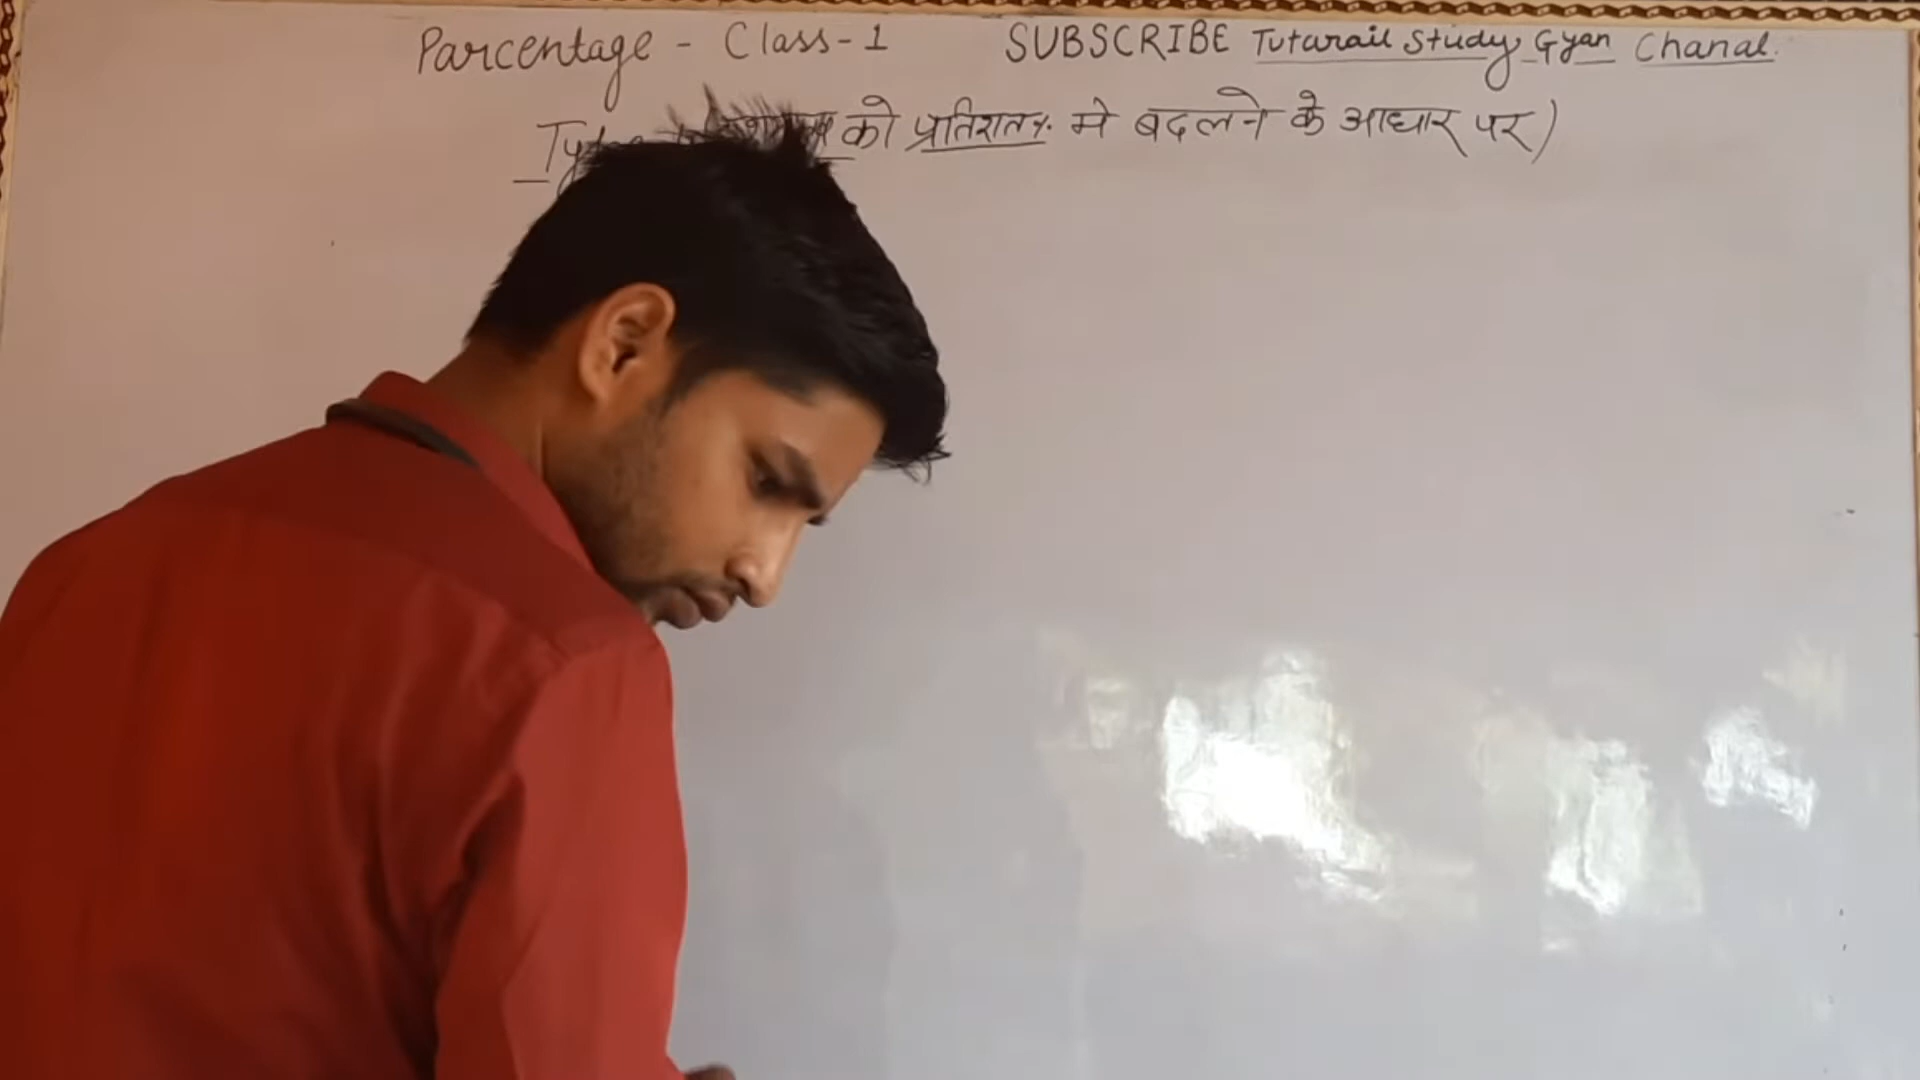 Parcentage - Class-1 SUBSCRIBE Tutarail Study Gyan Chanal.
को प्रतिशत% मे बदलने के आधार पर)